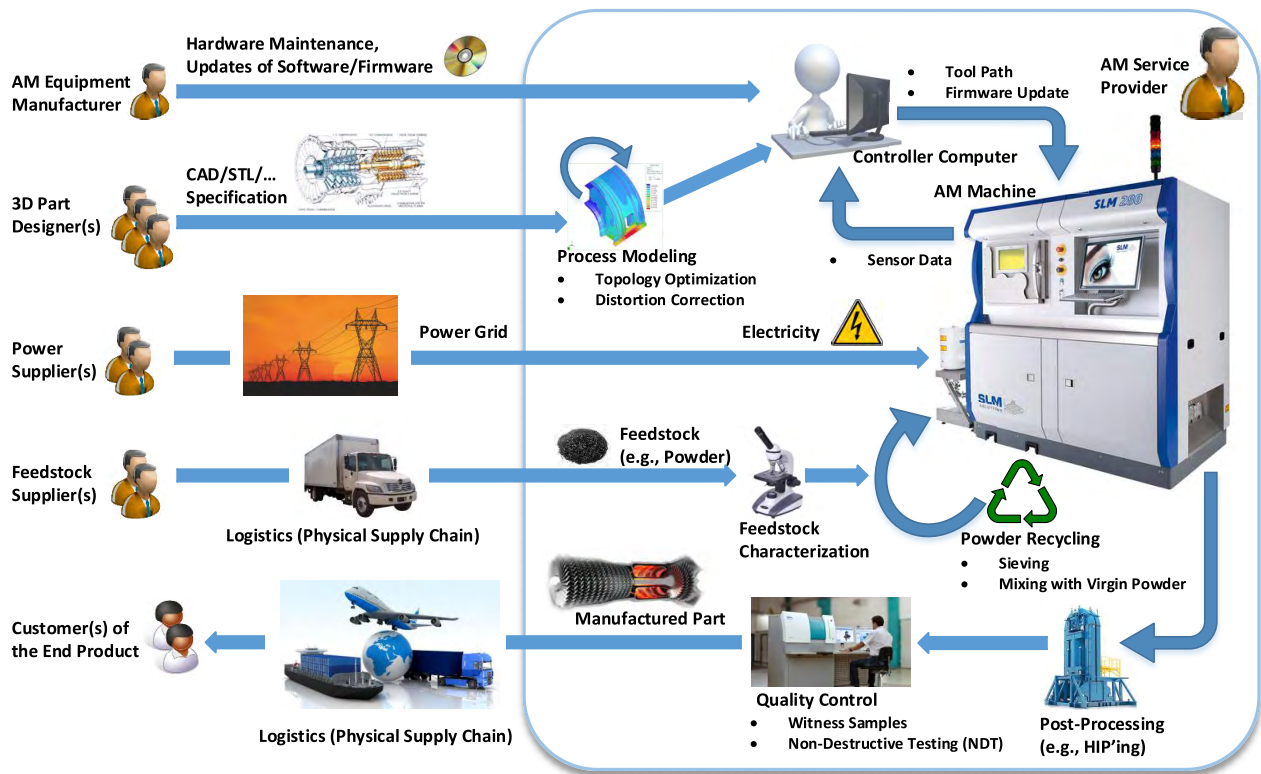 Hardware Maintenance,
Updates of Software/Firmware
AM Equipment
Manufacturer
Tool Path
Firmware Update
AM Service
Provider
Controller Computer
CAD/STL/...
Specification
3D Part
Designer(s)
AM Machine
SLM 280
SLM
Sensor Data
Process Modeling
Topology Optimization
Distortion Correction
Power
Supplier(s)
Power Grid
Electricity
SLM
Feedstock
Supplier(s)
Logistics (Physical Supply Chain)
Feedstock
(e.g., Powder)
Feedstock
Characterization
Powder Recycling
Sieving
Mixing with Virgin Powder
Customer(s) of
the End Product
Logistics (Physical Supply Chain)
Manufactured Part
Quality Control
Witness Samples
Non-Destructive Testing (NDT)
Post-Processing
(e.g., HIP'ing)